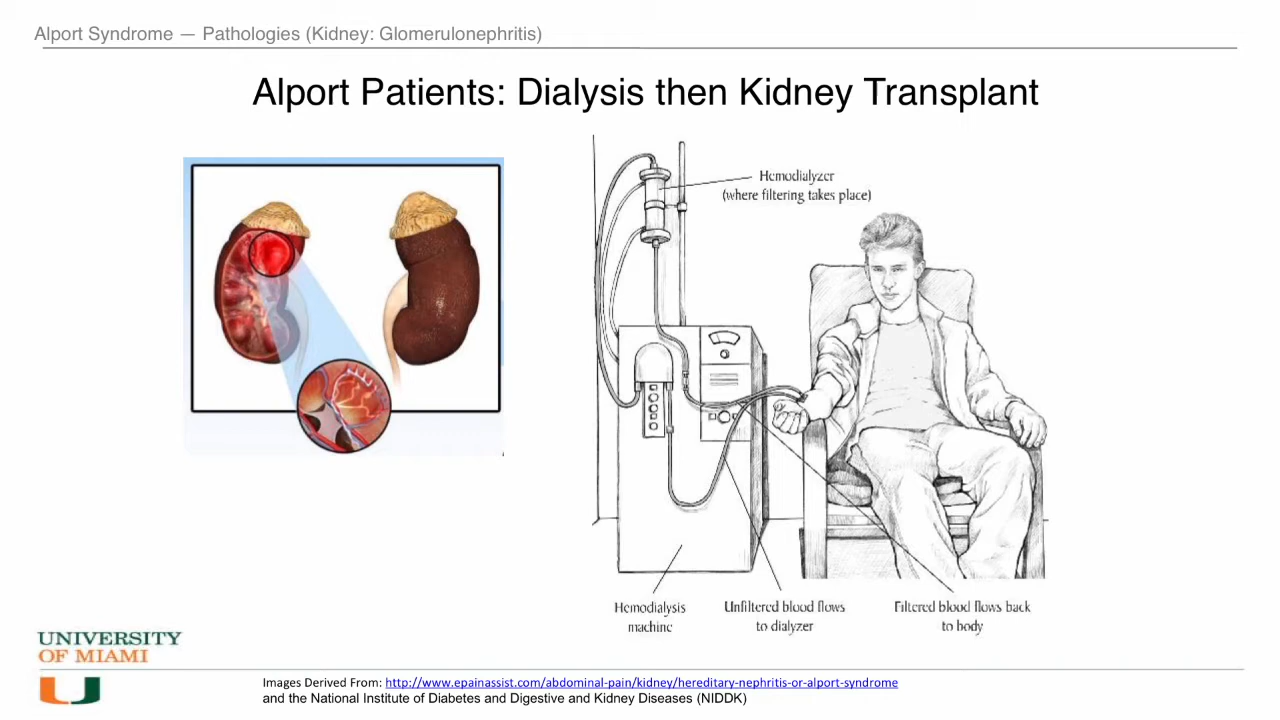 Alport Syndrome — Pathologies (Kidney: Glomerulonephritis)
Alport Patients: Dialysis then Kidney Transplant
Hemodialyzer
(where filtering takes place)
Hemodialysis
machine
Unfiltered blood flows
to dialyzer
Filtered blood flows back
to body
UNIVERSITY
OF MIAMI
Images Derived From: http://www.epainassist.com/abdominal-pain/kidney/hereditary-nephritis-or-alport-syndrome
and the National Institute of Diabetes and Digestive and Kidney Diseases (NIDDK)